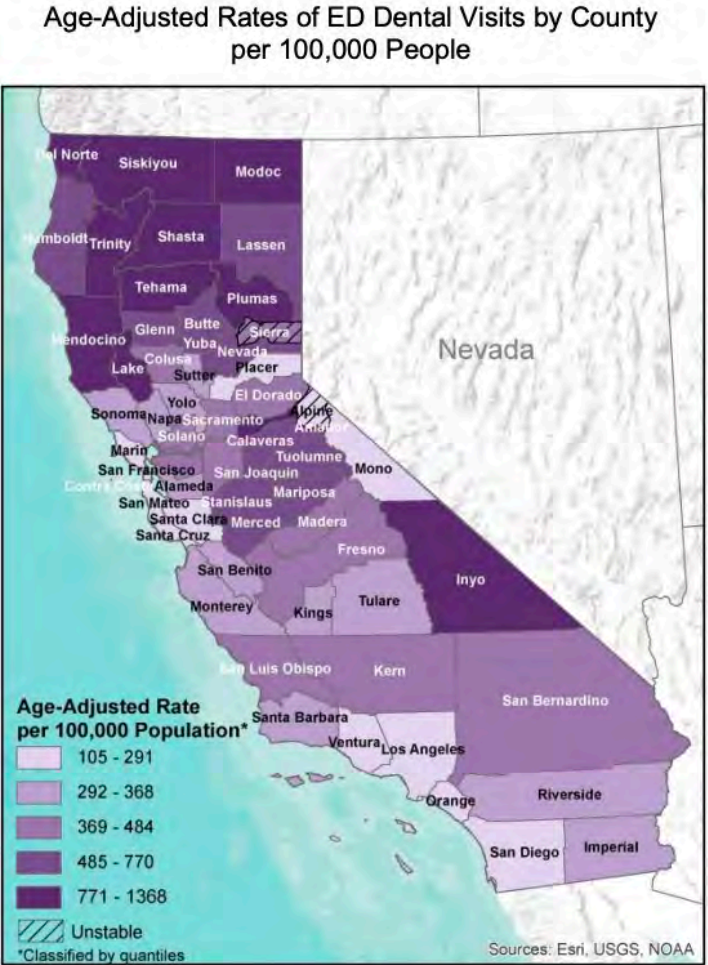 Age-Adjusted Rates of ED Dental Visits by County
per 100,000 People
Del Norte
Siskiyou
Modoc
Humboldt
Trinity
Shasta
Lassen
Tehama
Plumas
Mendocino
Glenn
Butte
Sierra
Yuba
Nevada
Colusa
Lake
Sutter
Placer
Nevada
Yolo
El Dorado
Sonoma
Napa
Sacramento
Alpine
Amador
Solano
Calaveras
Marin
Tuolumne
San Francisco
San Joaquin
Mono
Contra Costa
Alameda
Mariposa
San Mateo
Stanislaus
Santa Clara
Merced
Madera
Santa Cruz
Fresno
San Benito
Inyo
Monterey
Kings
Tulare
San Luis Obispo
Kern
San Bernardino
Santa Barbara
Ventura
Los Angeles
Orange
Riverside
San Diego
Imperial
Age-Adjusted Rate
per 100,000 Population*
105 - 291
292 - 368
369 - 484
485 - 770
771 - 1368
Unstable
*Classified by quantiles
Sources: Esri, USGS, NOAA